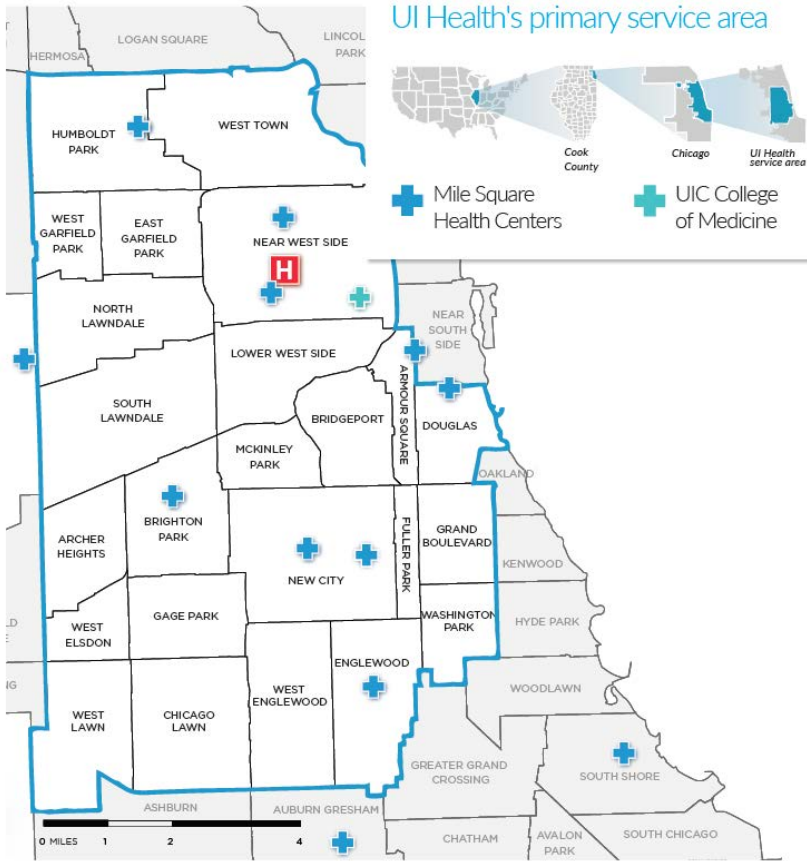 UI Health's primary service area
Cook
County
Chicago
UI Health
service area
Mile Square
Health Centers
UIC College
of Medicine
LOGAN SQUARE
HERMOSA
LINCOL
PARK
HUMBOLDT
PARK
WEST TOWN
WEST
GARFIELD
PARK
EAST
GARFIELD
PARK
NEAR WEST SIDE
H
NORTH
LAWNDALE
NEAR
SOUTH
SIDE
LOWER WEST SIDE
ARMOUR SQUARE
SOUTH
LAWNDALE
BRIDGEPORT
DOUGLAS
MCKINLEY
PARK
OAKLAND
BRIGHTON
PARK
ARCHER
HEIGHTS
FULLER PARK
GRAND
BOULEVARD
KENWOOD
NEW CITY
GAGE PARK
WASHINGTON
PARK
HYDE PARK
LD
E
WEST
ELSDON
ENGLEWOOD
WEST
ENGLEWOOD
NG
WOODLAWN
WEST
LAWN
CHICAGO
LAWN
GREATER GRAND
CROSSING
SOUTH SHORE
ASHBURN
AUBURN GRESHAM
0 MILES 1 2 4
CHATHAM
AVALON
PARK
SOUTH CHICAGO